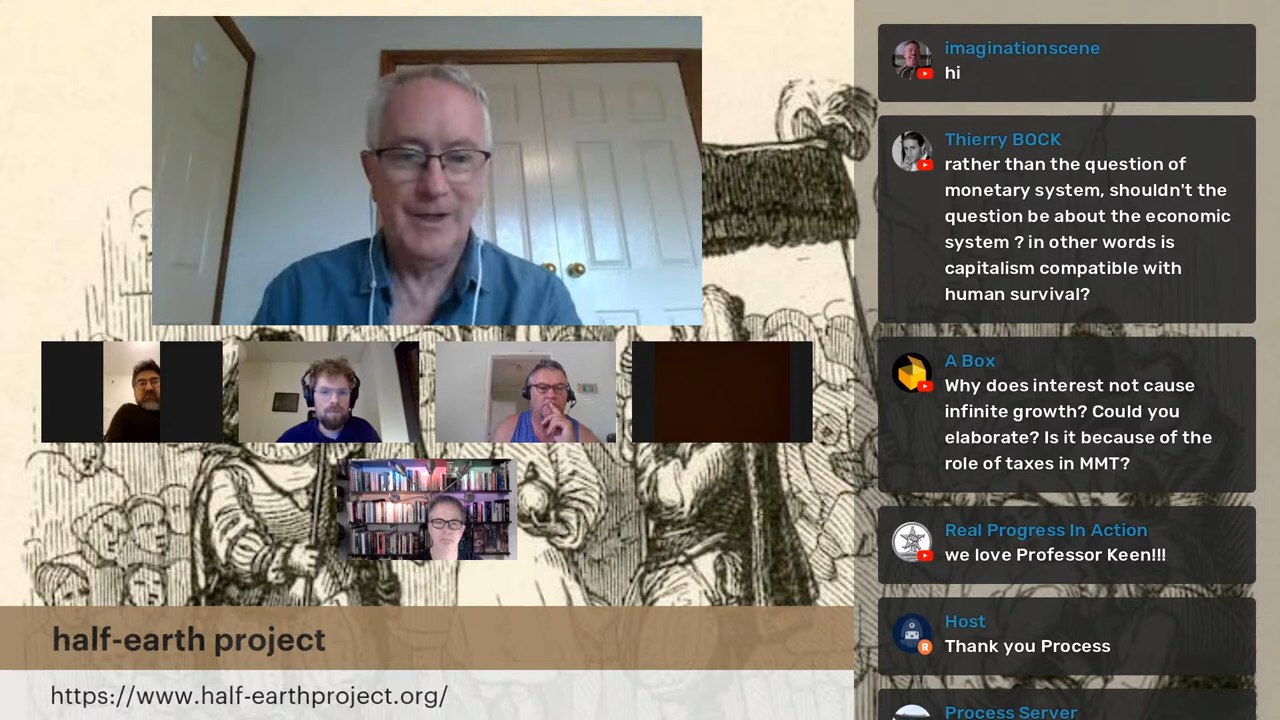 imaginationscene
hi
Thierry BOCK
rather than the question of
monetary system, shouldn't the
question be about the economic
system ? in other words is
capitalism compatible with
human survival?
A Box
Why does interest not cause
infinite growth? Could you
elaborate? Is it because of the
role of taxes in MMT?
Real Progress In Action
we love Professor Keen!!!
Host
Thank you Process
Process Server
half-earth project
https://www.half-earthproject.org/